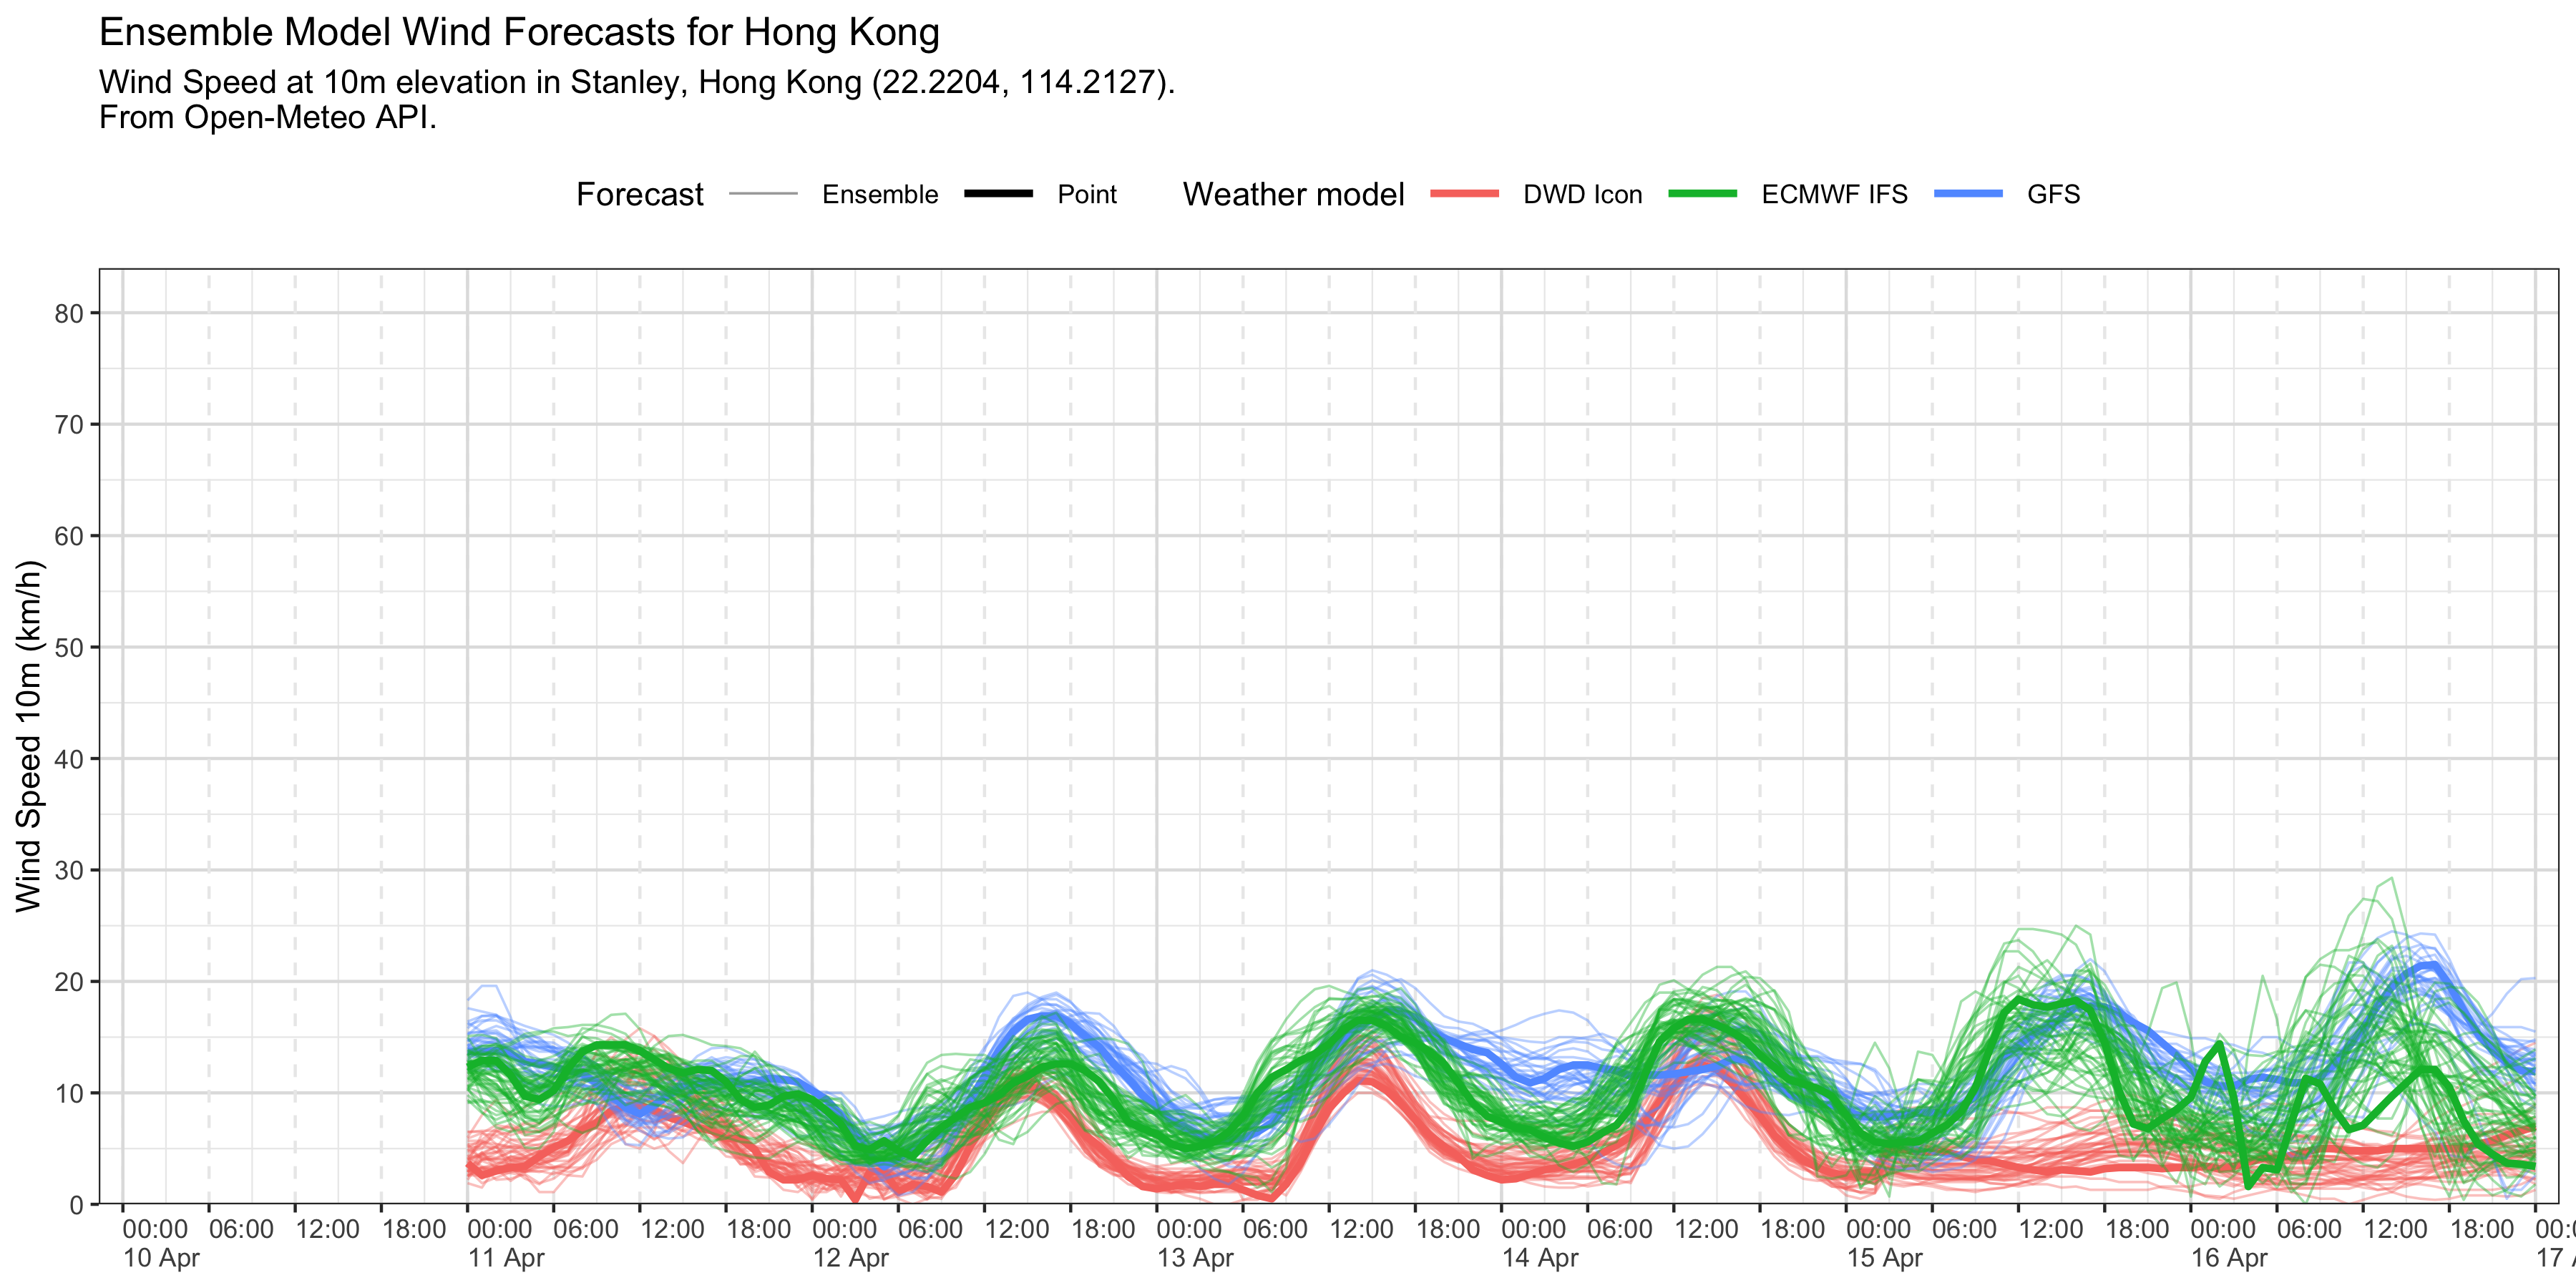 Ensemble Model Wind Forecasts for Hong Kong
Wind Speed at 10m elevation in Stanley, Hong Kong (22.2204, 114.2127).
From Open-Meteo API.
Forecast Ensemble Point Weather model DWD Icon ECMWF IFS GFS
Wind Speed 10m (km/h)
80
70
60
50
40
30
20
10
0
00:00 06:00 12:00 18:00 00:00 06:00 12:00 18:00 00:00 06:00 12:00 18:00 00:00 06:00 12:00 18:00 00:00 06:00 12:00 18:00 00:00 06:00 12:00 18:00 00:00 06:00 12:00 18:00
10 Apr 11 Apr 12 Apr 13 Apr 14 Apr 15 Apr 16 Apr 17